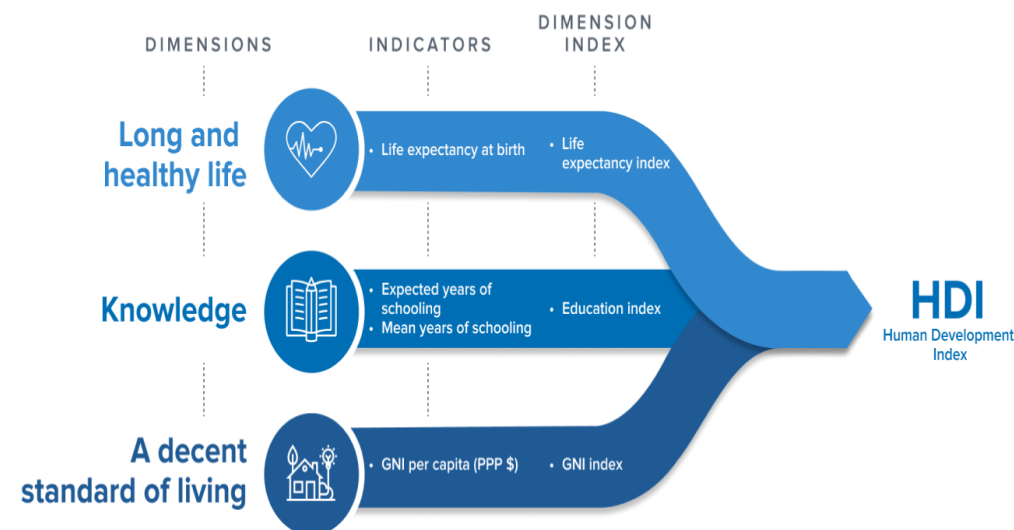 DIMENSIONS
INDICATORS
DIMENSION
INDEX
Long and
healthy life
• Life expectancy at birth
• Life
expectancy index
Knowledge
• Expected years of
schooling
• Mean years of schooling
• Education index
A decent
standard of living
• GNI per capita (PPP $)
• GNI index
HDI
Human Development
Index